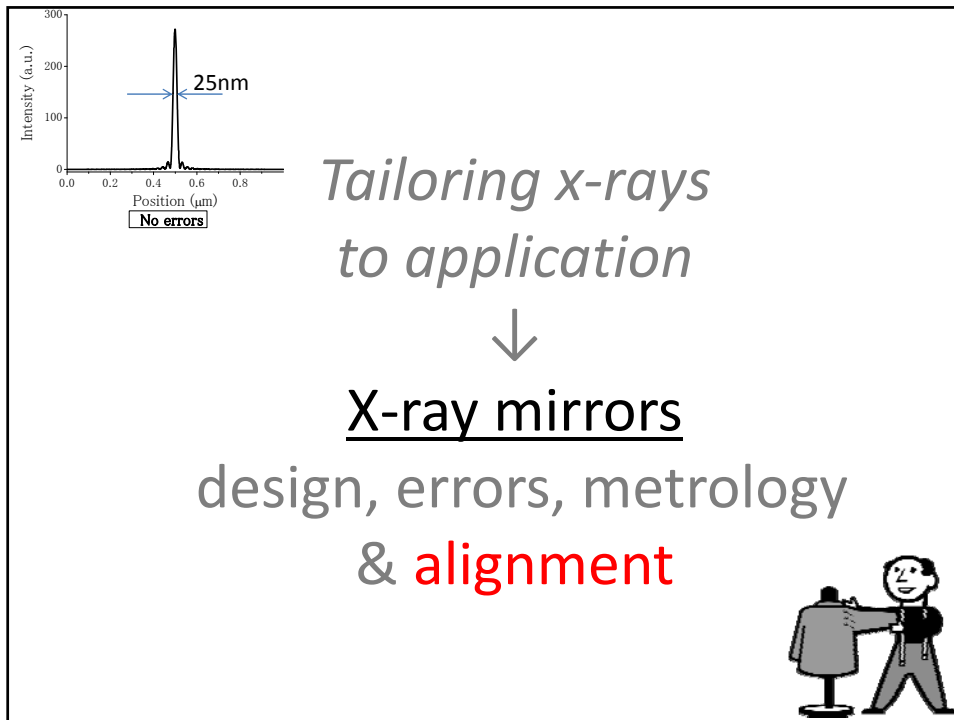 300
200
100
0
Intensity (a.u.)
25nm
0.0 0.2 0.4 0.6 0.8
Position (μm)
No errors
Tailoring x-rays
to application
↓
X-ray mirrors
design, errors, metrology
& alignment